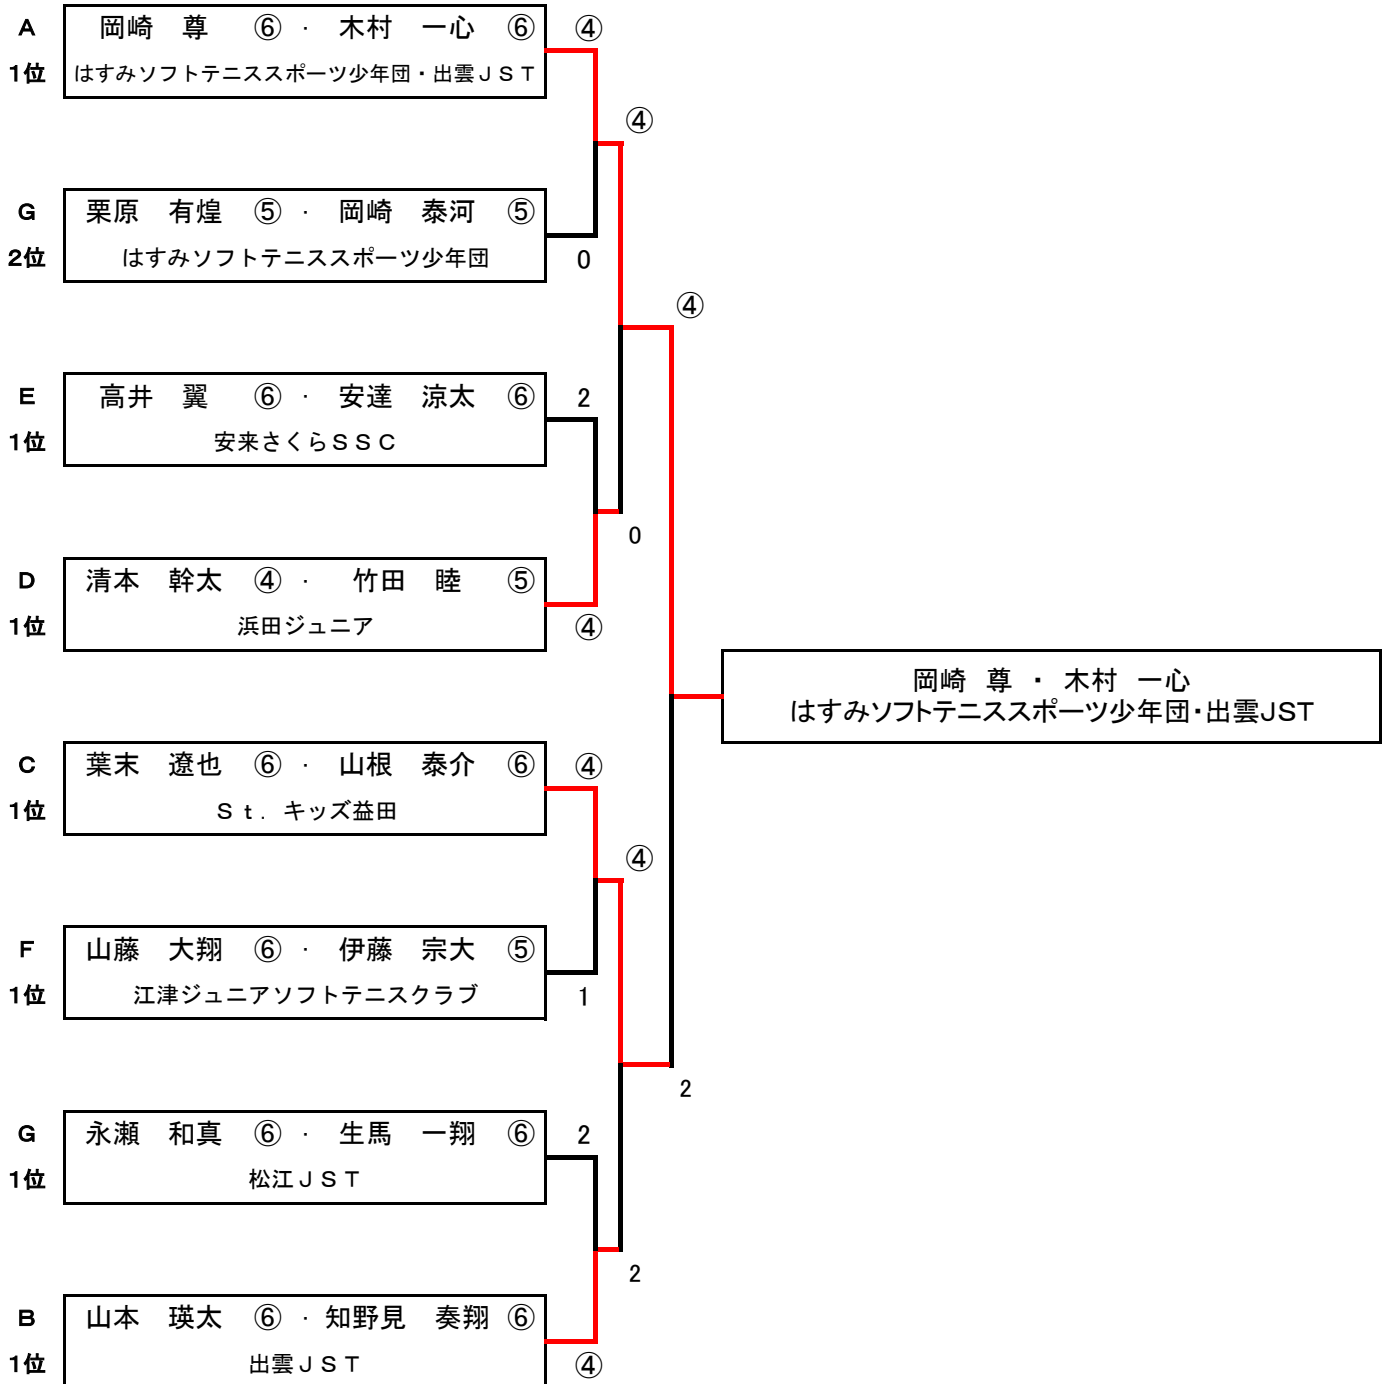 A 岡崎 尊 ⑥ ・ 木村 一心 ⑥ ④
1位 はすみソフトテニススポーツ少年団・出雲ＪＳＴ
④
G 栗原 有煌 ⑤ ・ 岡崎 泰河 ⑤
2位 はすみソフトテニススポーツ少年団 0
④
E 高井 翼 ⑥ ・ 安達 涼太 ⑥ 2
1位 安来さくらＳＳＣ
0
D 清本 幹太 ④ ・ 竹田 睦 ⑤
1位 浜田ジュニア ④
岡崎 尊 ・ 木村 一心
はすみソフトテニススポーツ少年団・出雲JST
C 葉末 遼也 ⑥ ・ 山根 泰介 ⑥ ④
1位 Ｓｔ．キッズ益田
④
F 山藤 大翔 ⑥ ・ 伊藤 宗大 ⑤
1位 江津ジュニアソフトテニスクラブ 1
2
G 永瀬 和真 ⑥ ・ 生馬 一翔 ⑥ 2
1位 松江ＪＳＴ
2
B 山本 瑛太 ⑥ ・ 知野見 奏翔 ⑥
1位 出雲ＪＳＴ ④